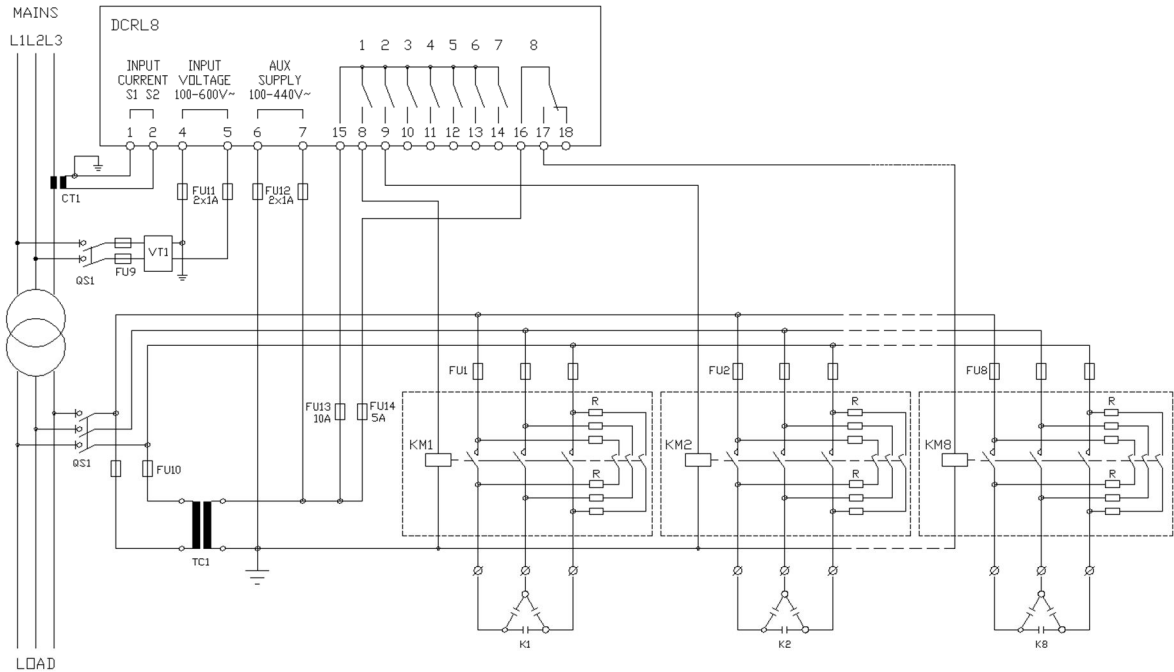 MAINS
L1L2L3
DCRL8
1 2 3 4 5 6 7 8
INPUT CURRENT
S1 S2
INPUT VOLTAGE
100-600V~
AUX SUPPLY
100-440V~
1 2 4 5 6 7 15 8 9 10 11 12 13 14 16 17 18
CT1
FU11
2x1A
FU12
2x1A
QS1
FU9
VT1
FU1
FU2
FU8
FU13
10A
FU14
5A
R
R
R
KM1
KM2
KM8
QS1
FU10
R
R
R
TC1
K1
K2
K8
LOAD